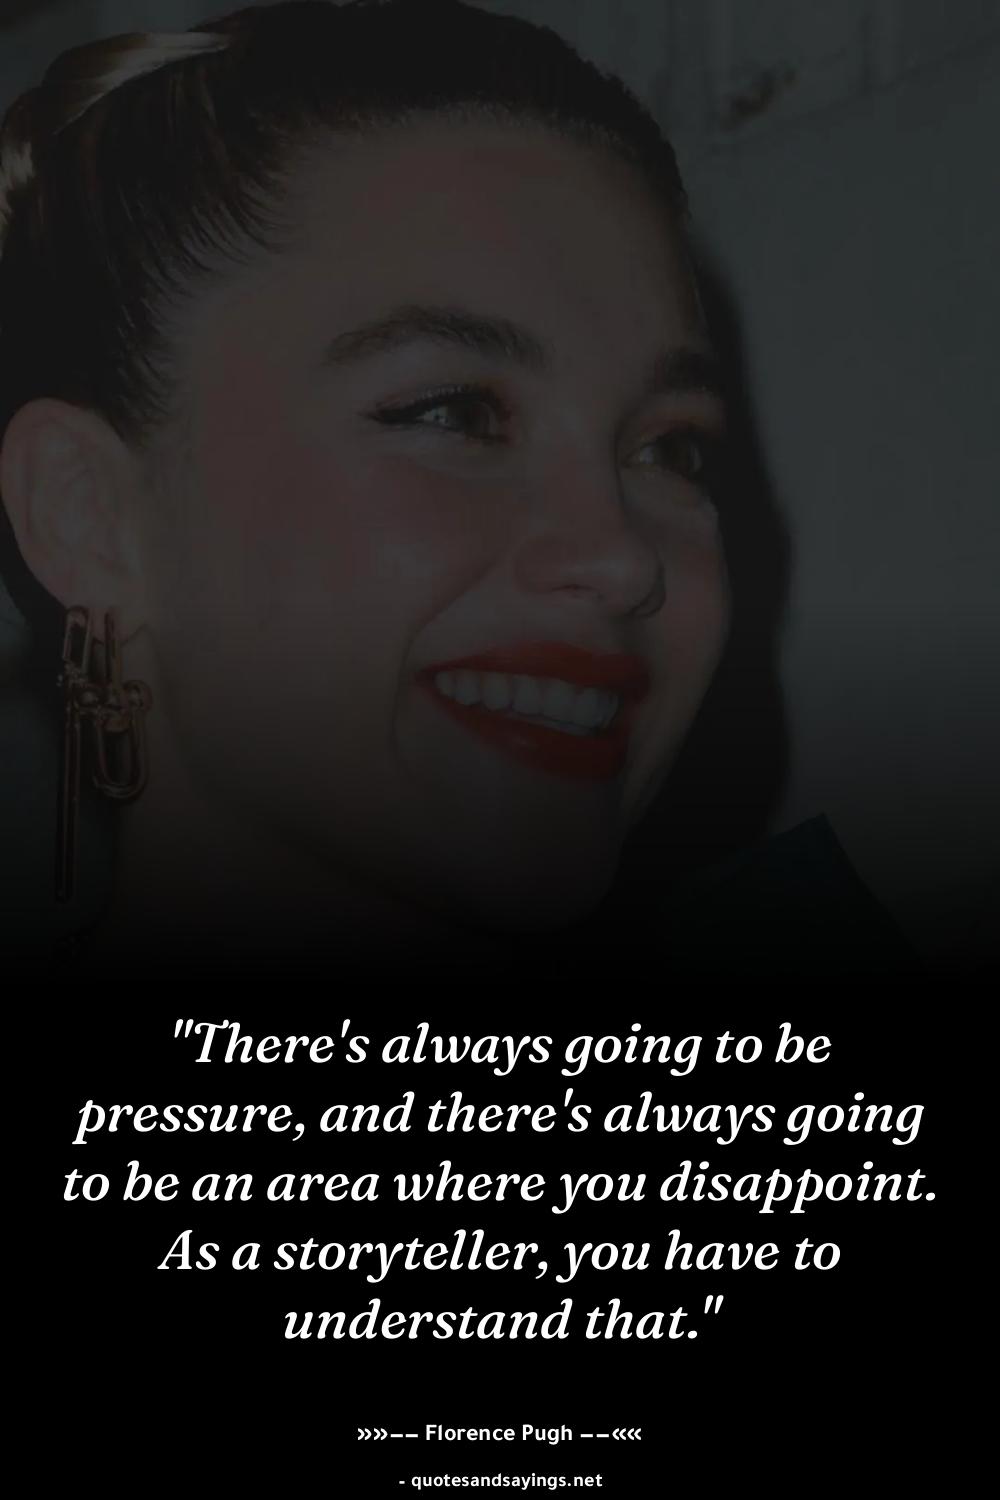 "There's always going to be
pressure, and there's always going
to be an area where you disappoint.
As a storyteller, you have to
understand that."
»»–– Florence Pugh ––««
- quotesandsayings.net